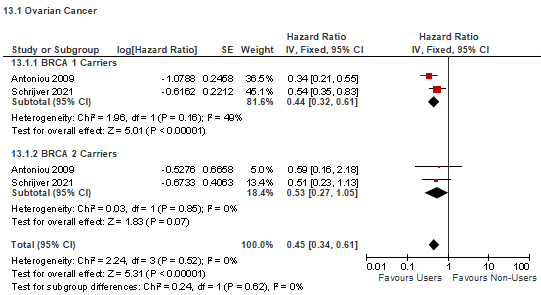 13.1 Ovarian Cancer
Hazard Ratio Hazard Ratio
Study or Subgroup log[Hazard Ratio] SE Weight IV, Fixed, 95% CI IV, Fixed, 95% CI
13.1.1 BRCA 1 Carriers
Antoniou 2009 -1.0788 0.2458 36.5% 0.34 [0.21, 0.55]
Schrijver 2021 -0.6162 0.2212 45.1% 0.54 [0.35, 0.83]
Subtotal (95% CI) 81.6% 0.44 [0.32, 0.61]
Heterogeneity: Chi² = 1.96, df = 1 (P = 0.16); I² = 49%
Test for overall effect: Z = 5.01 (P < 0.00001)
13.1.2 BRCA 2 Carriers
Antoniou 2009 -0.5276 0.6658 5.0% 0.59 [0.16, 2.18]
Schrijver 2021 -0.6733 0.4063 13.4% 0.51 [0.23, 1.13]
Subtotal (95% CI) 18.4% 0.53 [0.27, 1.05]
Heterogeneity: Chi² = 0.03, df = 1 (P = 0.85); I² = 0%
Test for overall effect: Z = 1.83 (P = 0.07)
Total (95% CI) 100.0% 0.45 [0.34, 0.61]
Heterogeneity: Chi² = 2.24, df = 3 (P = 0.52); I² = 0%
Test for overall effect: Z = 5.31 (P < 0.00001)
Test for subgroup differences: Chi² = 0.24, df = 1 (P = 0.62), I² = 0%
0.01 0.1 1 10 100
Favours Users Favours Non-Users